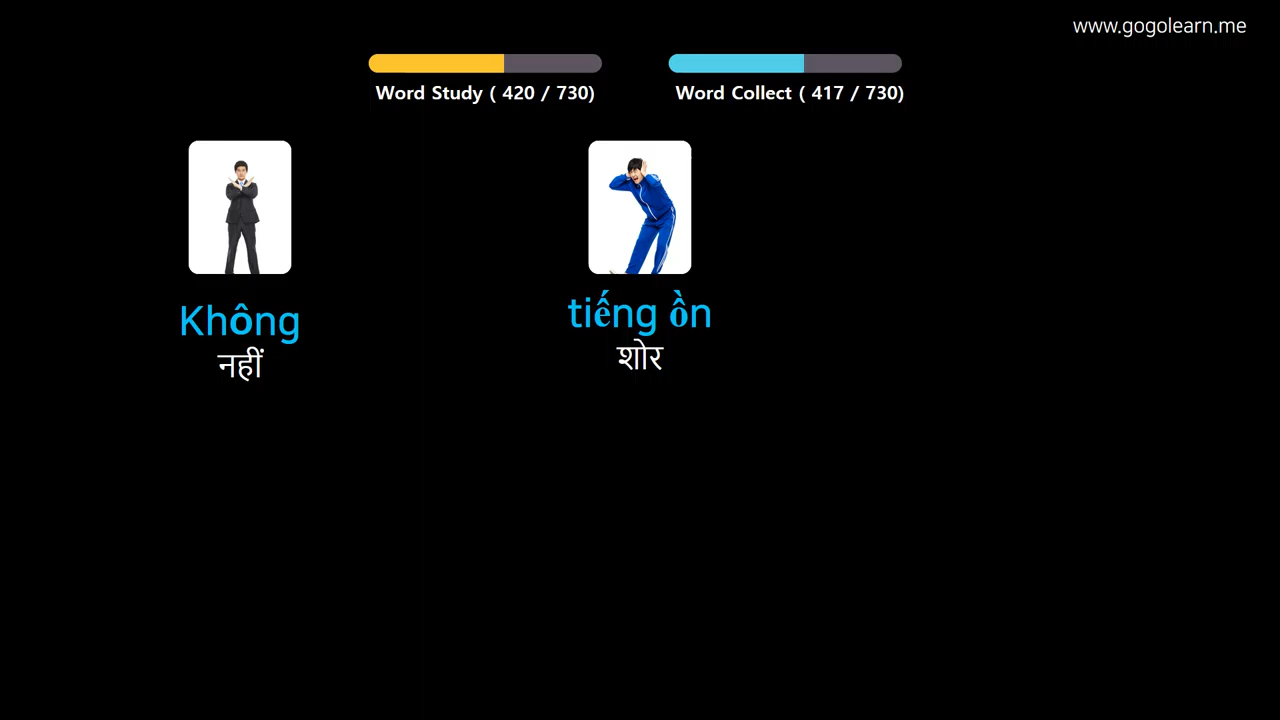 www.gogolearn.me
Word Study ( 420 / 730)
Word Collect ( 417 / 730)
Không
नहीं
tiếng ồn
शोर